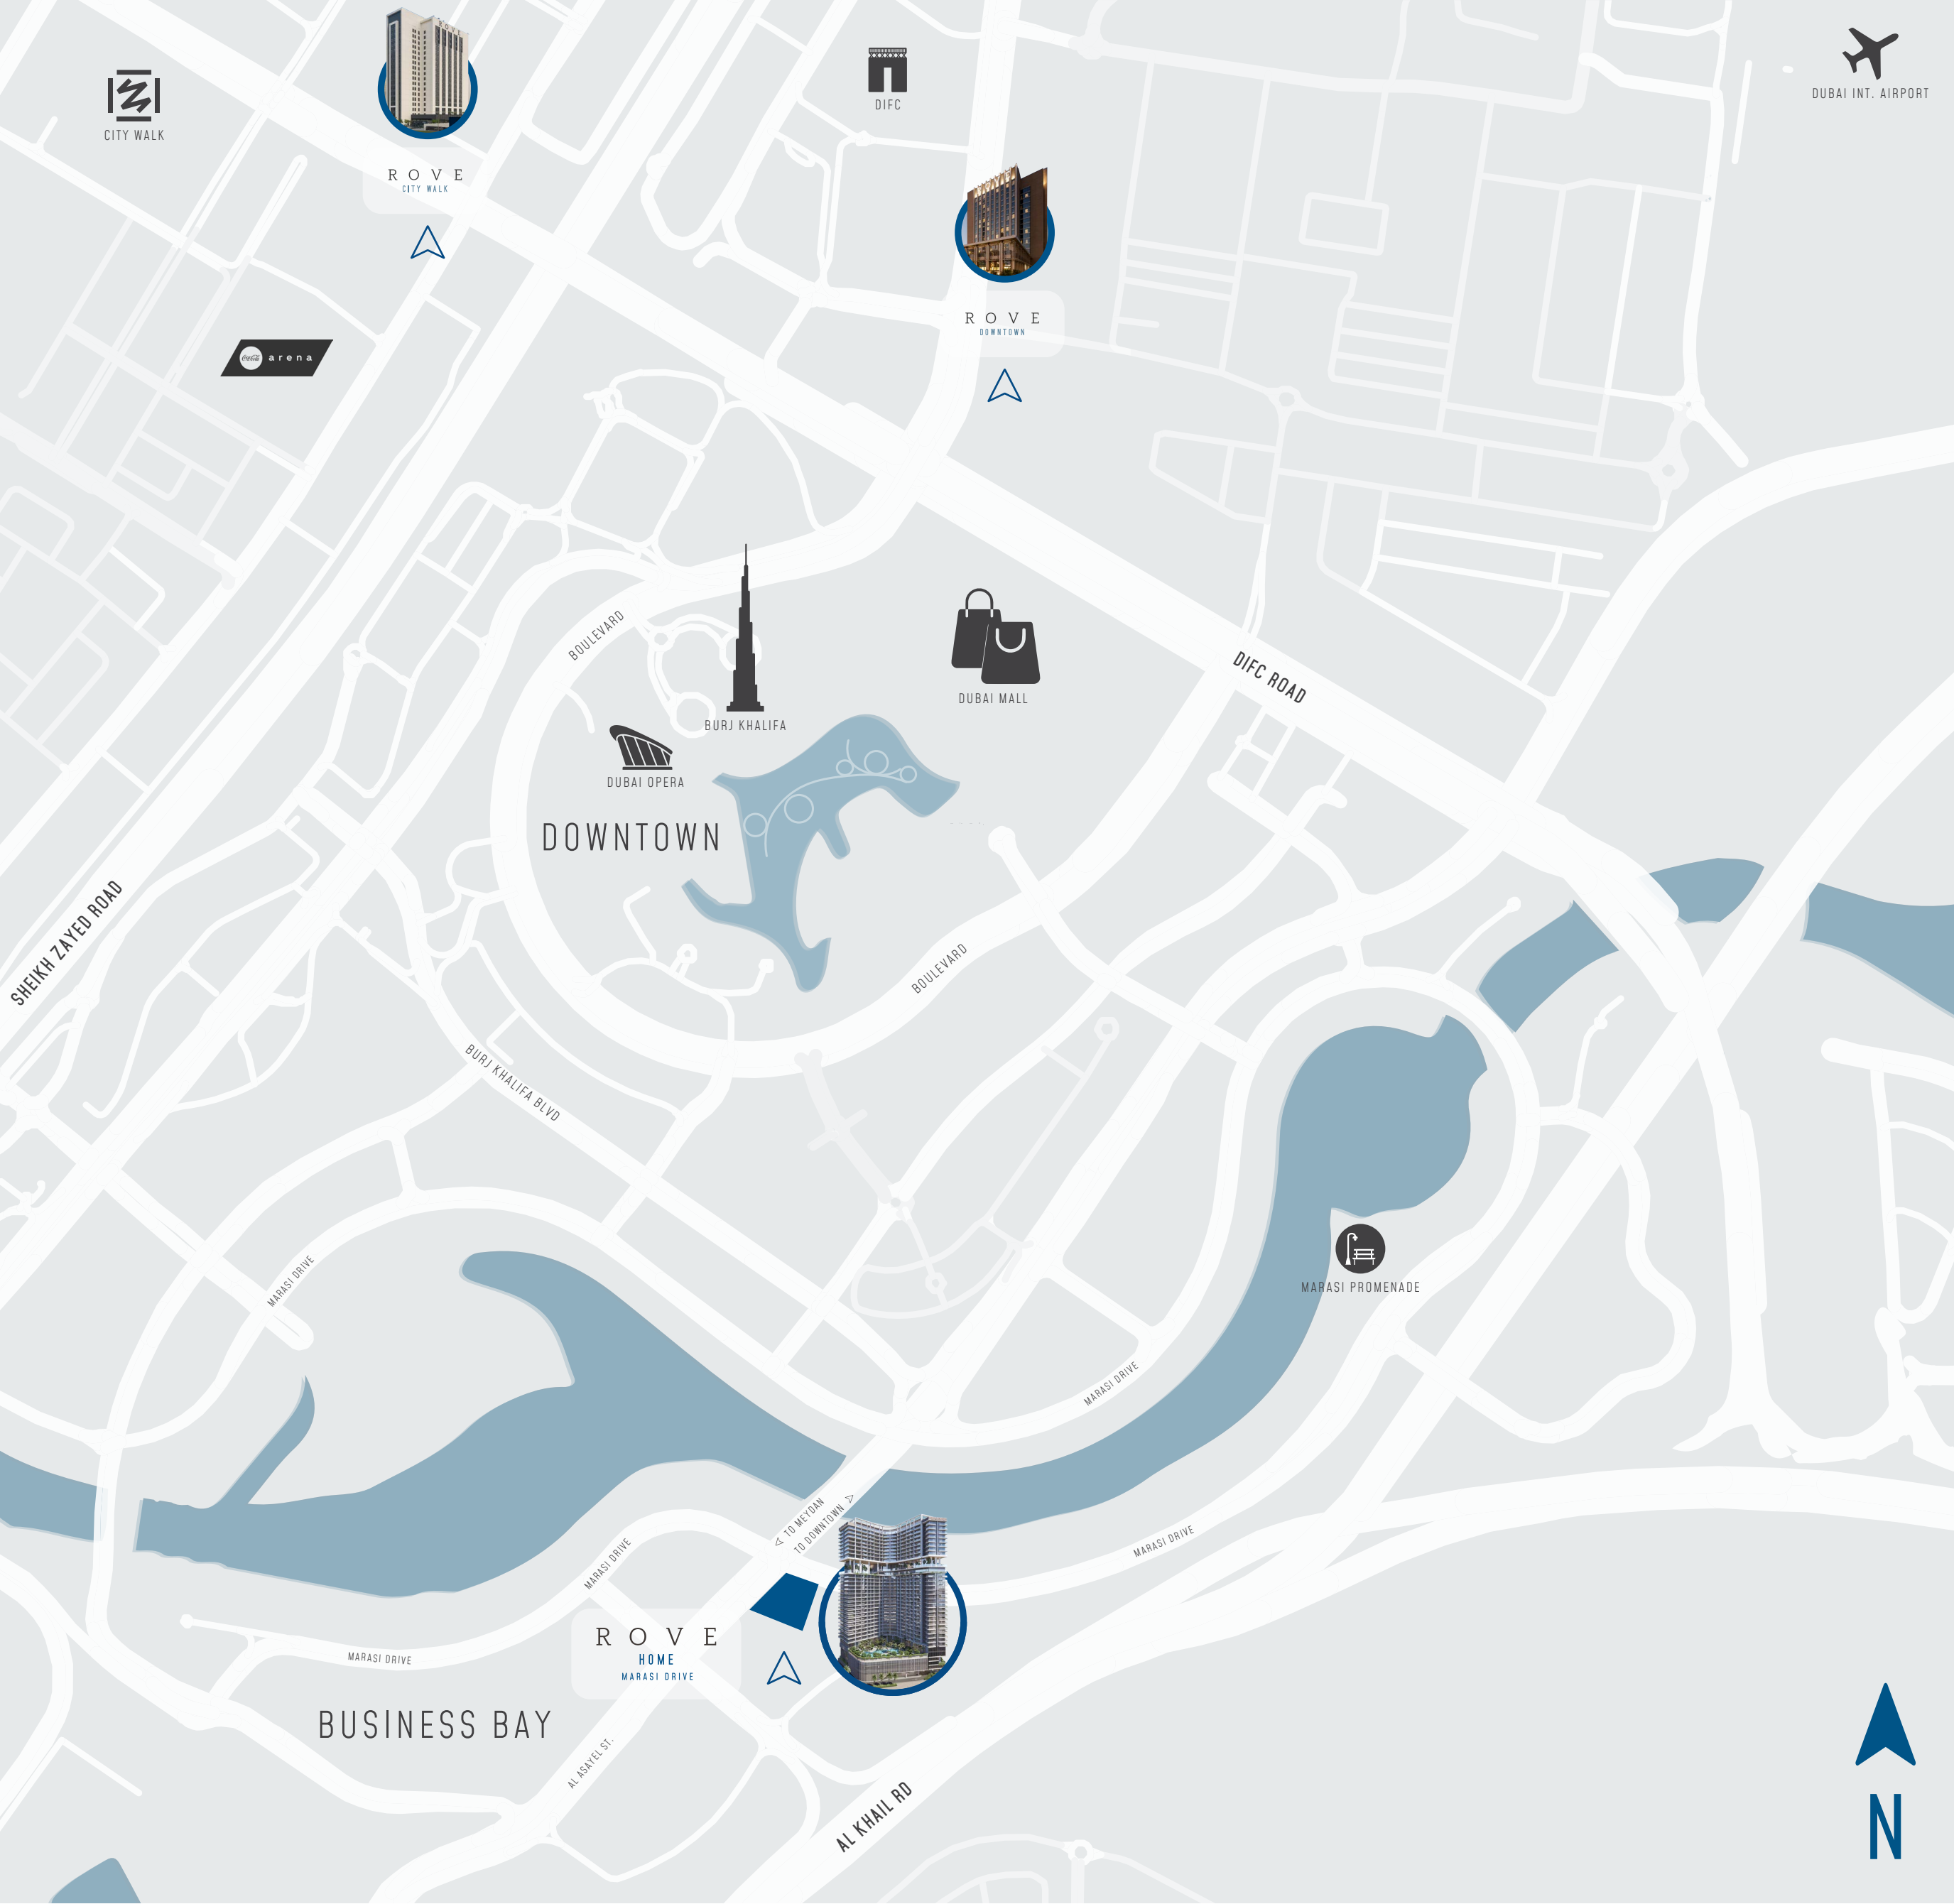 DIFC
DUBAI INT. AIRPORT
CITY WALK
ROVE
CITY WALK
ROVE
DOWNTOWN
Coca-Cola arena
BOULEVARD
DIFC ROAD
DUBAI MALL
BURJ KHALIFA
DUBAI OPERA
DOWNTOWN
SHEIKH ZAYED ROAD
BOULEVARD
BURJ KHALIFA BLVD
MARASI DRIVE
MARASI PROMENADE
MARASI DRIVE
TO MEYDAN
TO DOWNTOWN
MARASI DRIVE
MARASI DRIVE
ROVE
HOME
MARASI DRIVE
MARASI DRIVE
BUSINESS BAY
AL ASAYEL ST.
AL KHAIL RD
N